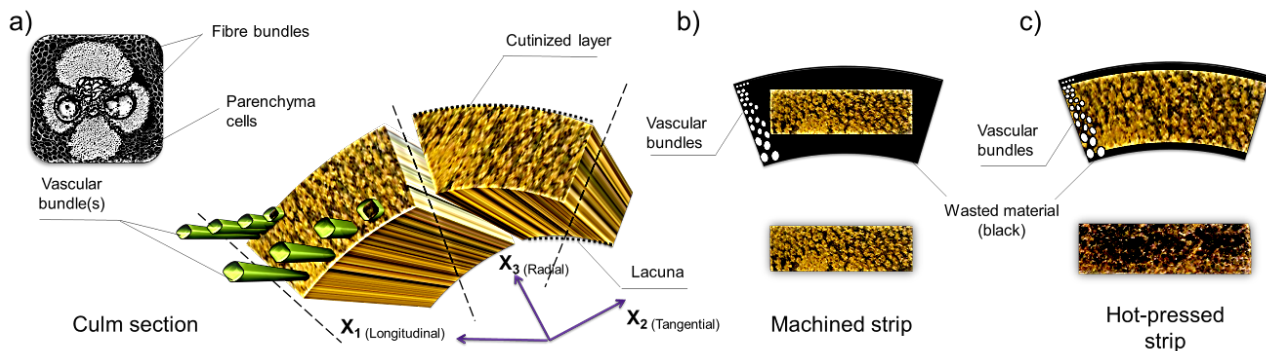 a)
Fibre bundles
Parenchyma
cells
Vascular
bundle(s)
Cutinized layer
Lacuna
X3 (Radial)
X2 (Tangential)
X1 (Longitudinal)
Culm section
b)
Vascular
bundles
Wasted material
(black)
Machined strip
c)
Vascular
bundles
Hot-pressed
strip